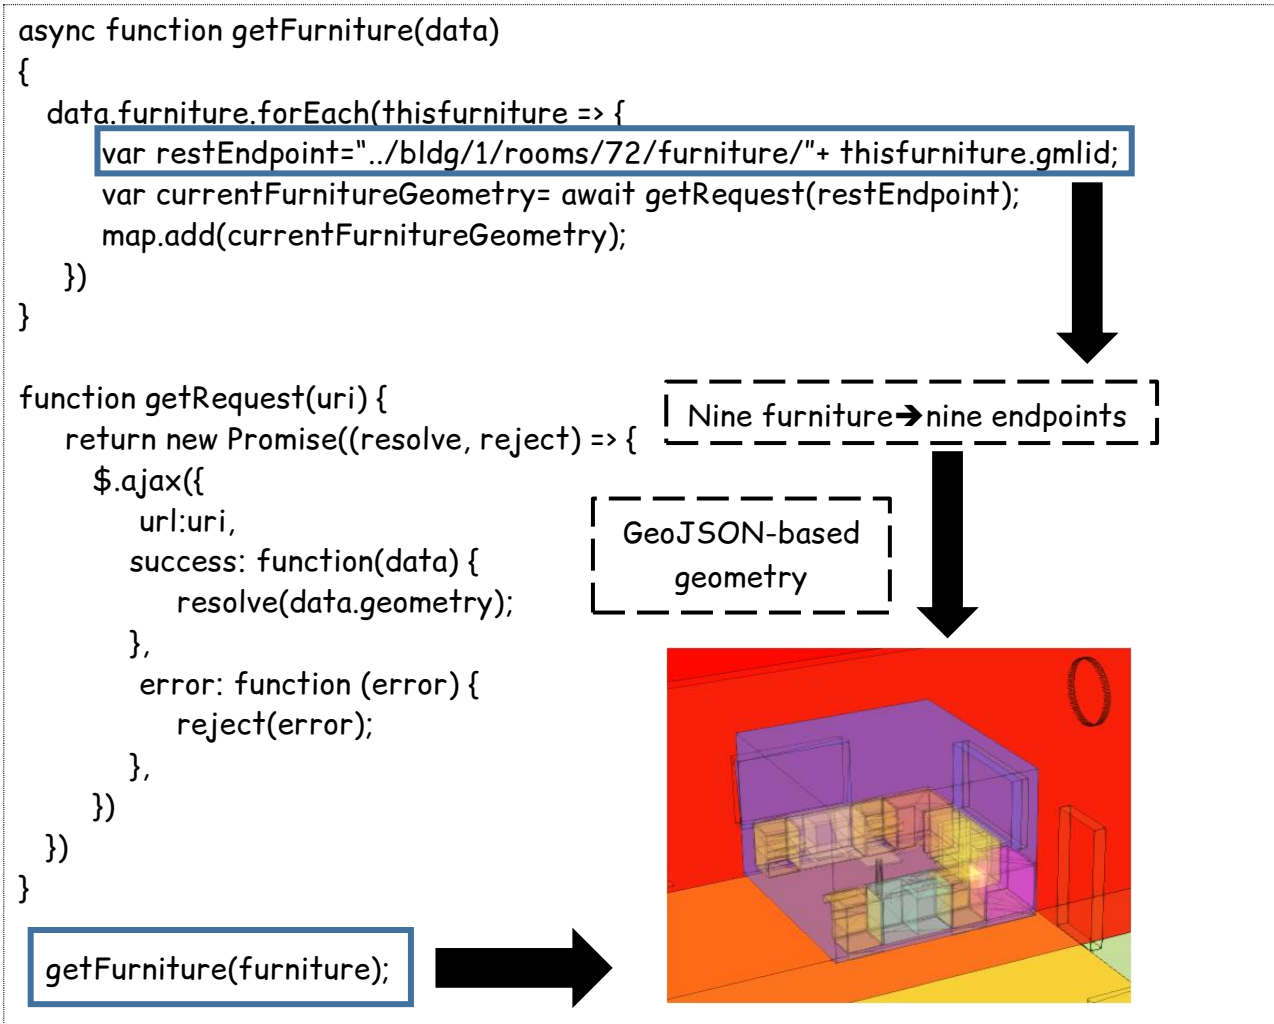 async function getFurniture(data)
{
data.furniture.forEach(thisfurniture => {
var restEndpoint="../bldg/1/rooms/72/furniture/"+ thisfurniture.gmlid;
var currentFurnitureGeometry= await getRequest(restEndpoint);
map.add(currentFurnitureGeometry);
})
}
function getRequest(uri) {
return new Promise((resolve, reject) => {
$.ajax({
url:uri,
success: function(data) {
resolve(data.geometry);
},
error: function (error) {
reject(error);
},
})
})
}
getFurniture(furniture);
Nine furniture➔nine endpoints
GeoJSON-based
geometry